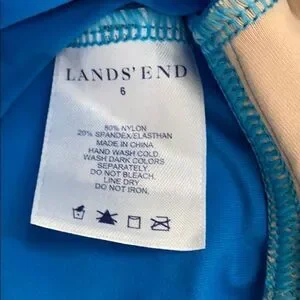 LANDS' END
6
80% NYLON
20% SPANDEX/ELASTHAN
MADE IN CHINA
HAND WASH COLD.
WASH DARK COLORS
SEPARATELY.
DO NOT BLEACH.
LINE DRY.
DO NOT IRON.